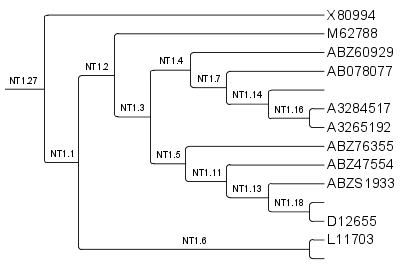 X80994
M62788
NT1.4
ABZ60929
NT1.2
AB078077
NT1.27
NT1.7
NT1.14
NT1.3
NT1.16
A3284517
A3265192
NT1.1
NT1.5
ABZ76355
ABZ47554
NT1.11
ABZS1933
NT1.13
NT1.18
D12655
NT1.6
L11703